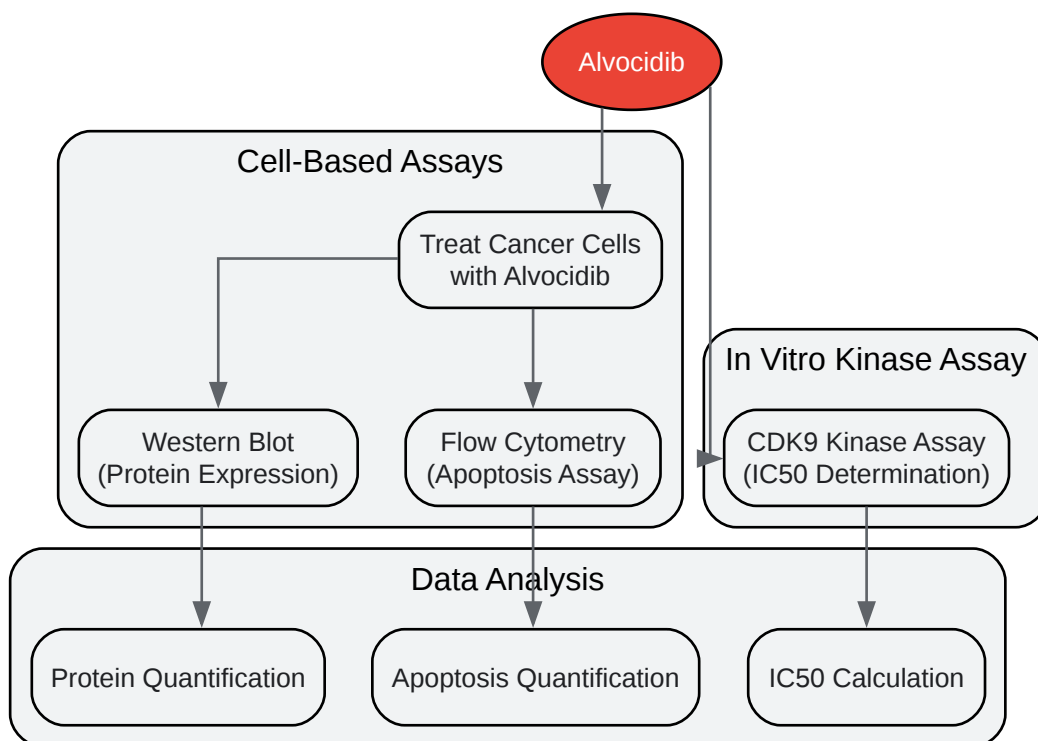 Alvocidib
Cell-Based Assays
Treat Cancer Cells
with Alvocidib
In Vitro Kinase Assay
Western Blot
(Protein Expression)
Flow Cytometry
(Apoptosis Assay)
CDK9 Kinase Assay
(IC50 Determination)
Data Analysis
Protein Quantification
Apoptosis Quantification
IC50 Calculation